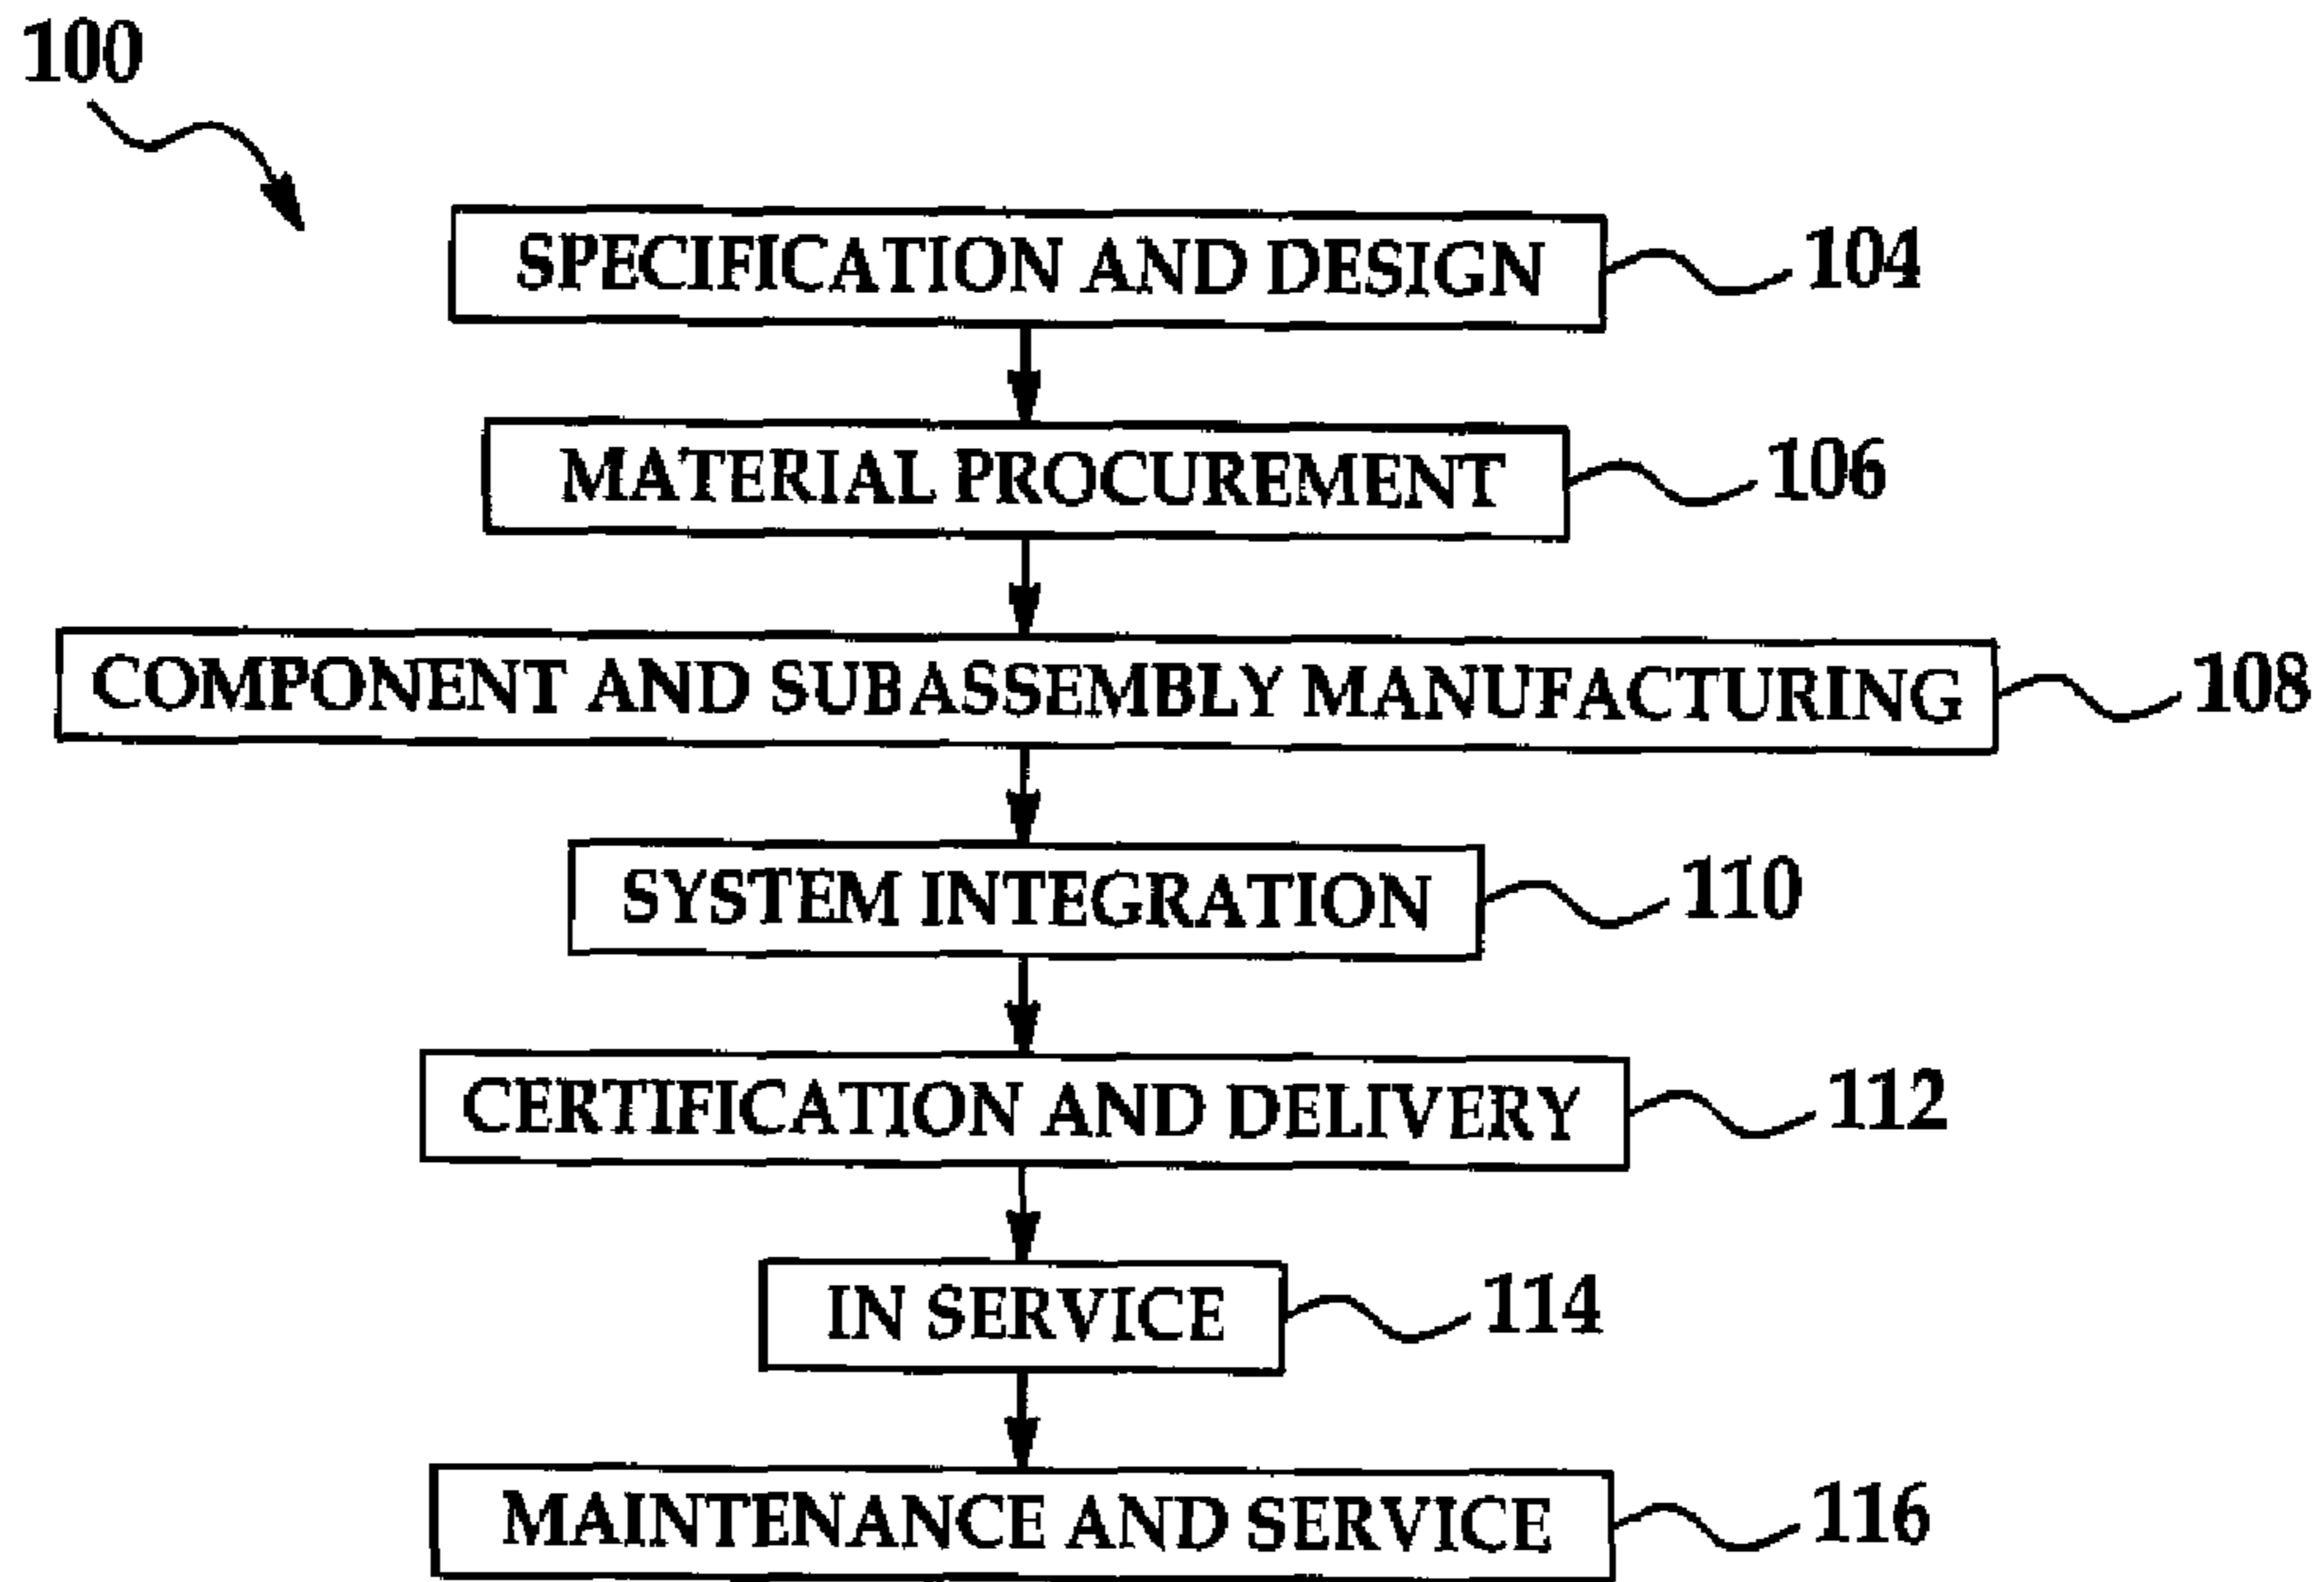 100
SPECIFICATION AND DESIGN 104
MATERIAL PROCUREMENT 106
COMPONENT AND SUBASSEMBLY MANUFACTURING 108
SYSTEM INTEGRATION 110
CERTIFICATION AND DELIVERY 112
IN SERVICE 114
MAINTENANCE AND SERVICE 116